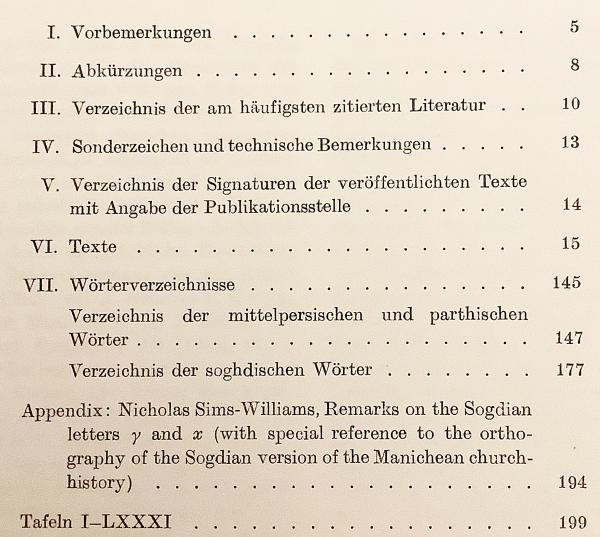 I. Vorbemerkungen . . . . . . . . . . . . . . . . 5
II. Abkürzungen . . . . . . . . . . . . . . . . . . 8
III. Verzeichnis der am häufigsten zitierten Literatur . . 10
IV. Sonderzeichen und technische Bemerkungen . . . . . 13
V. Verzeichnis der Signaturen der veröffentlichten Texte
mit Angabe der Publikationsstelle . . . . . . . . . 14
VI. Texte . . . . . . . . . . . . . . . . . . . . . 15
VII. Wörterverzeichnisse . . . . . . . . . . . . . . . 145
Verzeichnis der mittelpersischen und parthischen
Wörter . . . . . . . . . . . . . . . . . . . . . 147
Verzeichnis der soghdischen Wörter . . . . . . . . 177
Appendix: Nicholas Sims-Williams, Remarks on the Sogdian
letters γ and x (with special reference to the ortho-
graphy of the Sogdian version of the Manichean church-
history) . . . . . . . . . . . . . . . . . . . . 194
Tafeln I–LXXXI . . . . . . . . . . . . . . . . . . 199